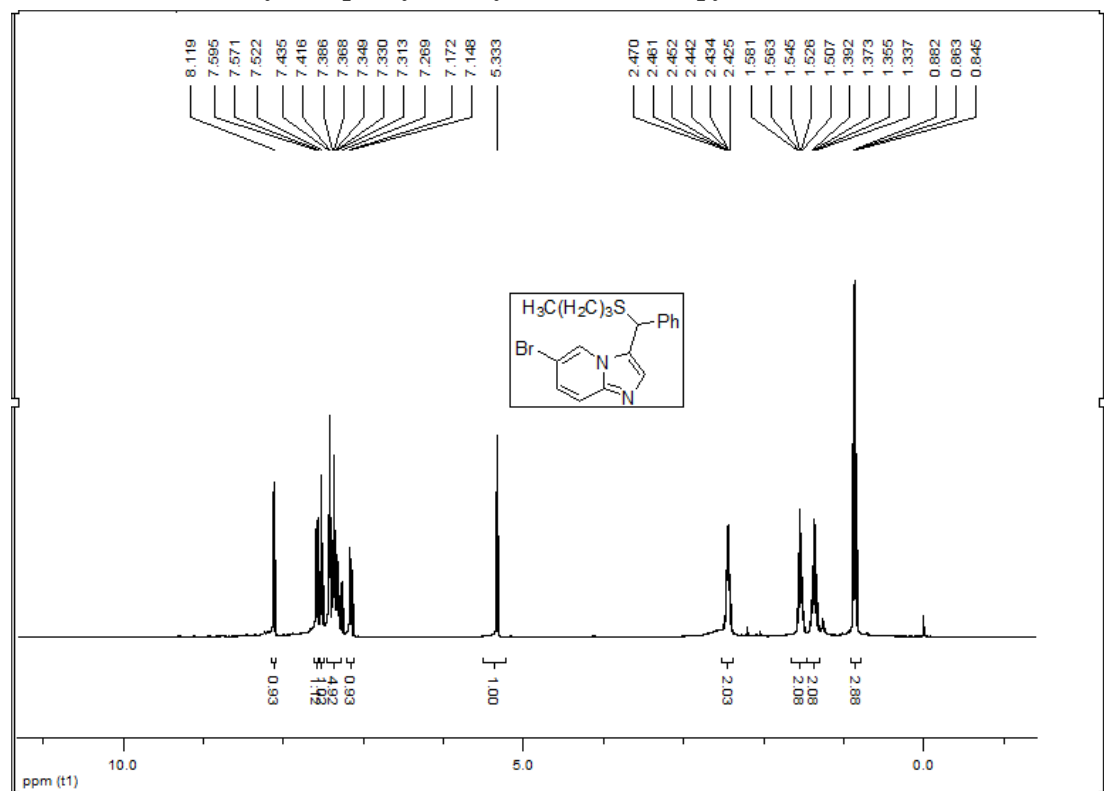 8.119 7.595 7.571 7.522 7.435 7.416 7.386 7.368 7.349 7.330 7.313 7.269 7.172 7.148 5.333 2.470 2.461 2.452 2.442 2.434 2.425 1.581 1.563 1.545 1.526 1.507 1.392 1.373 1.355 1.337 0.882 0.863 0.845
H₃C(H₂C)₃S
Ph
Br
N
N
0.93 1.12 4.92 0.93 1.00 2.03 2.08 2.08 2.88
10.0 5.0 0.0
ppm (t1)